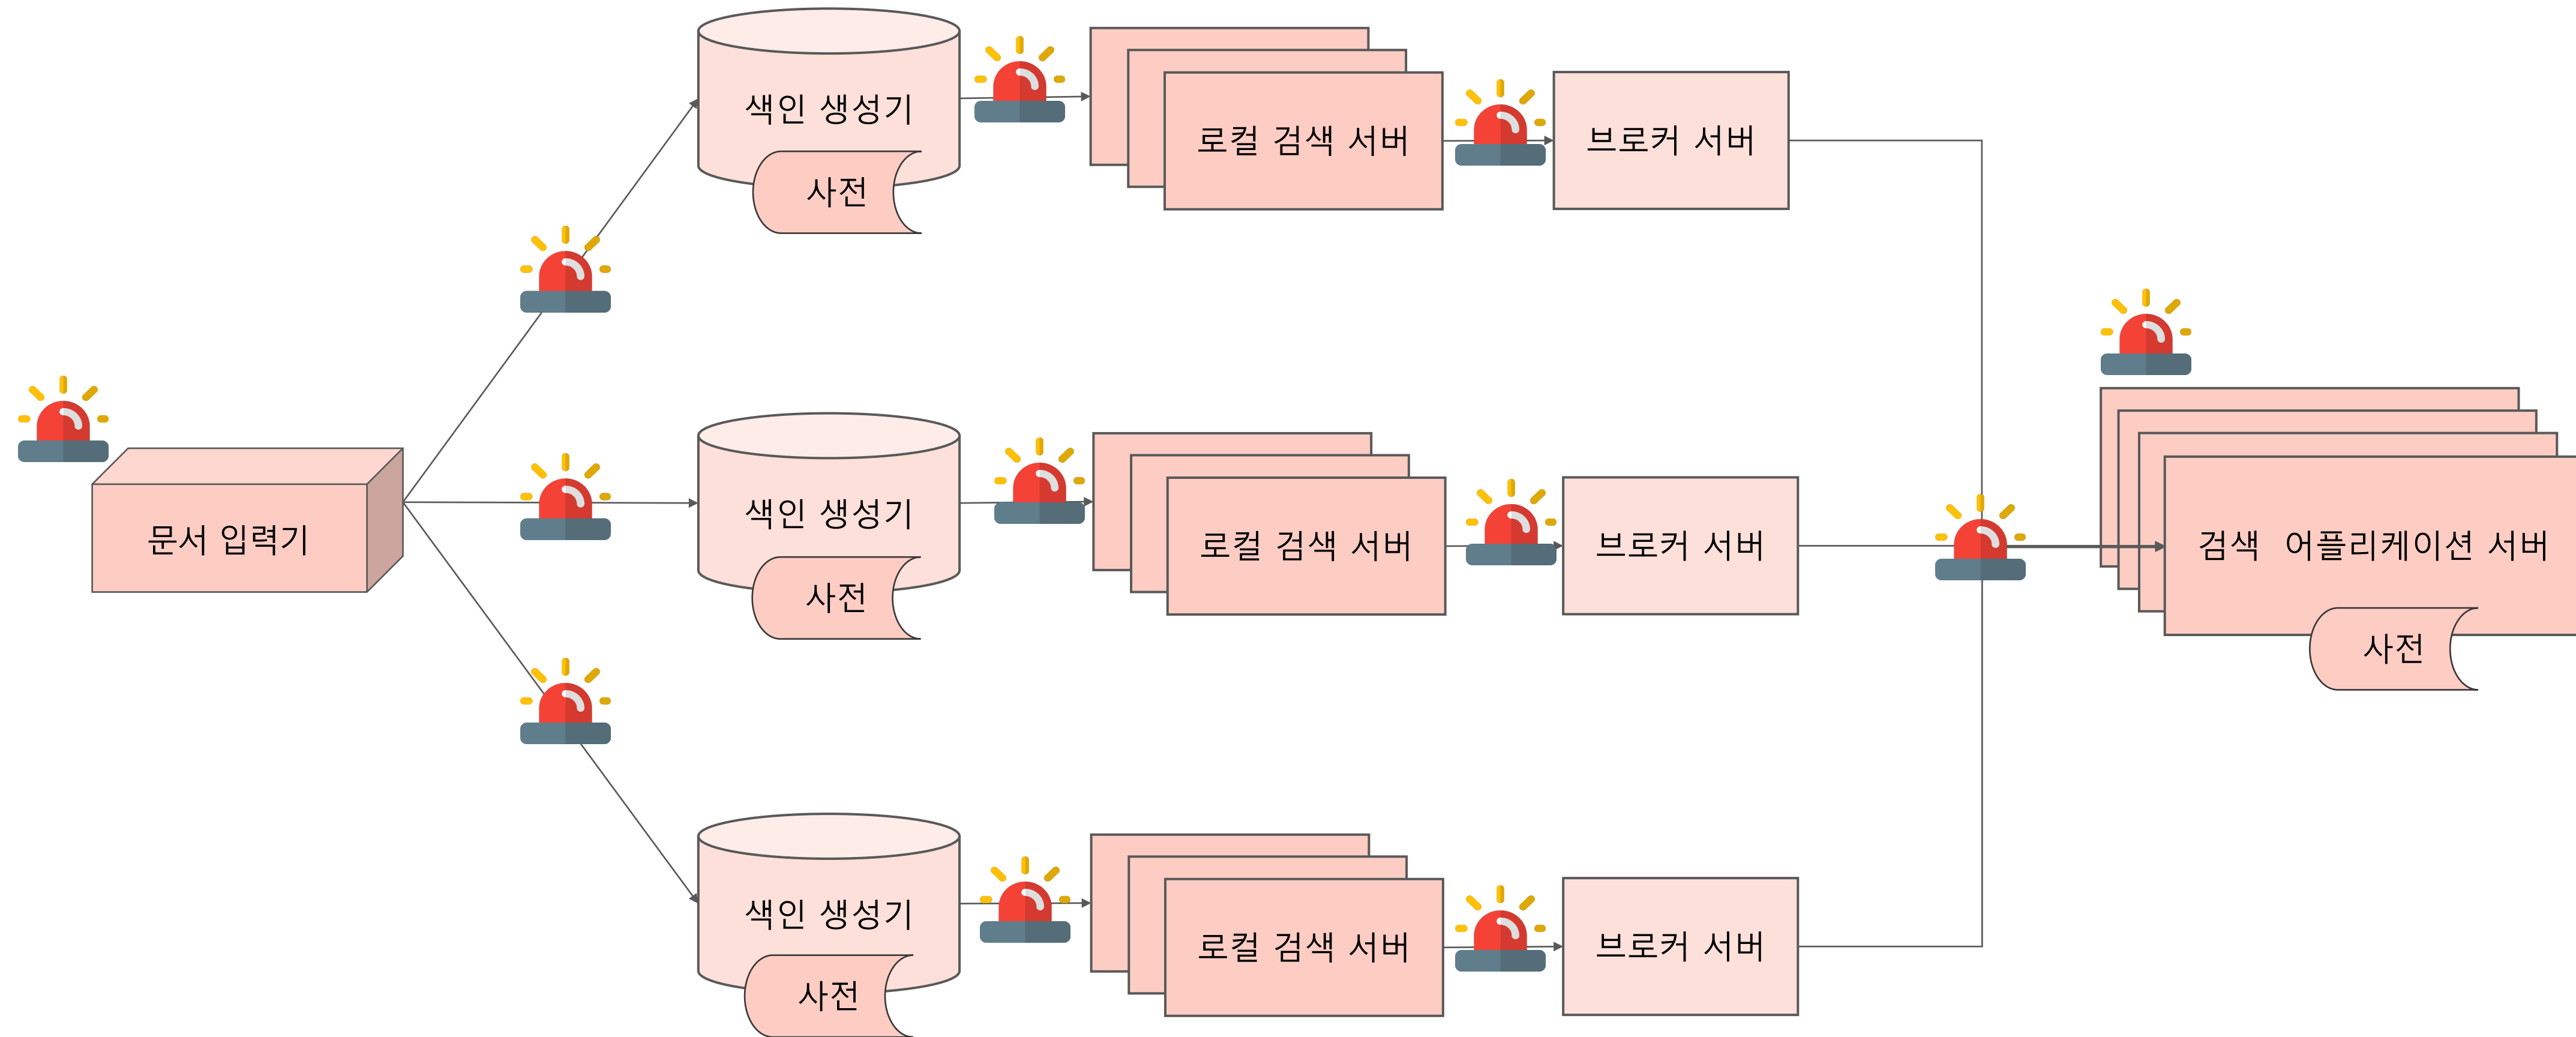 색인 생성기
사전
로컬 검색 서버
브로커 서버
문서 입력기
색인 생성기
사전
로컬 검색 서버
브로커 서버
검색 어플리케이션 서버
사전
색인 생성기
사전
로컬 검색 서버
브로커 서버